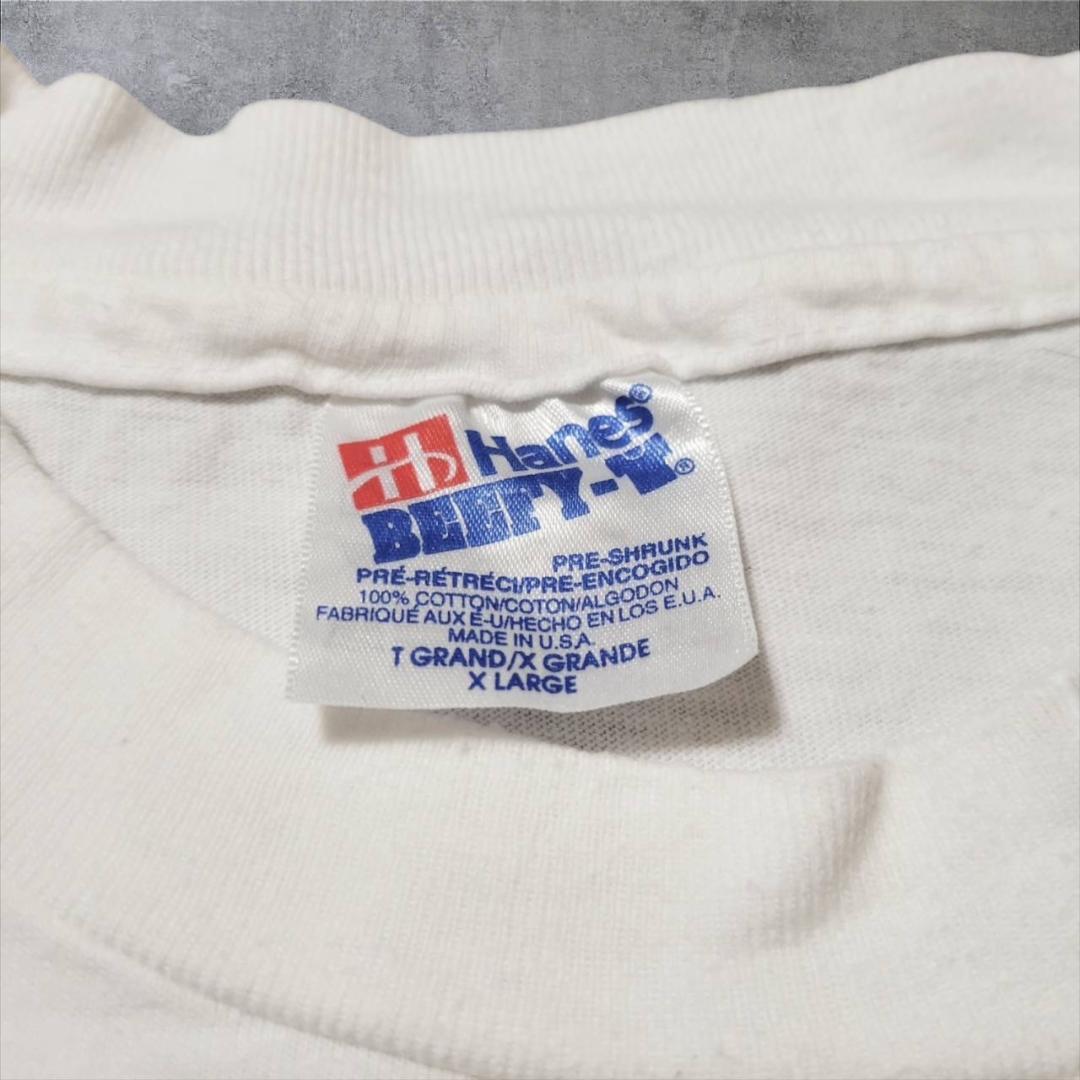 Hanes®
BEEFY-T®
PRE-SHRUNK
PRÉ-RÉTRÉCI/PRE-ENCOGIDO
100% COTTON/COTON/ALGODON
FABRIQUÉ AUX É-U/HECHO EN LOS E.U.A.
MADE IN U.S.A.
T GRAND/X GRANDE
X LARGE